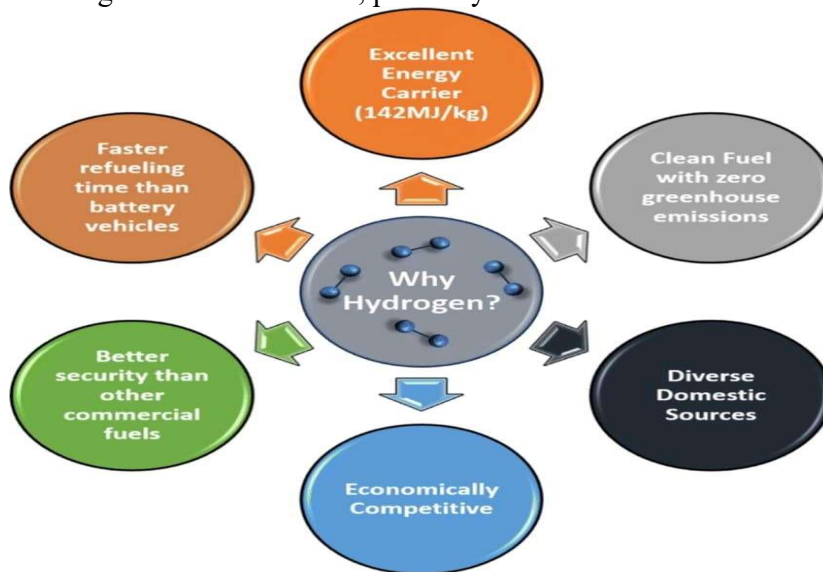 Excellent
Energy
Carrier
(142MJ/kg)
Clean Fuel
with zero
greenhouse
emissions
Diverse
Domestic
Sources
Economically
Competitive
Better
security than
other
commercial
fuels
Faster
refueling
time than
battery
vehicles
Why
Hydrogen?